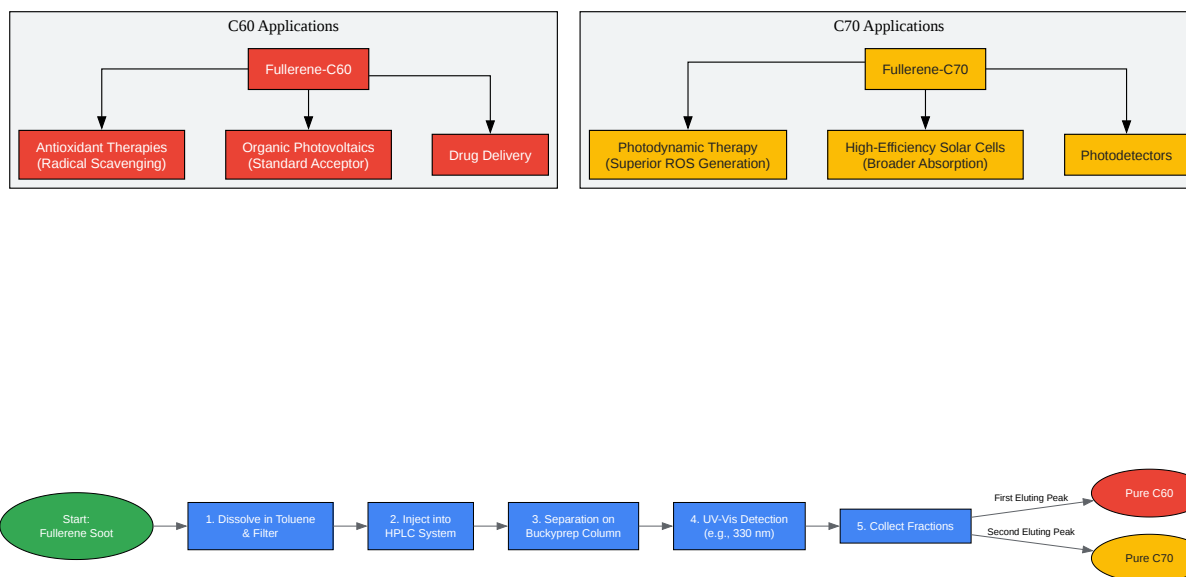 C60 Applications
Fullerene-C60
Antioxidant Therapies
(Radical Scavenging)
Organic Photovoltaics
(Standard Acceptor)
Drug Delivery
C70 Applications
Fullerene-C70
Photodynamic Therapy
(Superior ROS Generation)
High-Efficiency Solar Cells
(Broader Absorption)
Photodetectors
Start:
Fullerene Soot
1. Dissolve in Toluene
& Filter
2. Inject into
HPLC System
3. Separation on
Buckyprep Column
4. UV-Vis Detection
(e.g., 330 nm)
5. Collect Fractions
First Eluting Peak
Pure C60
Second Eluting Peak
Pure C70